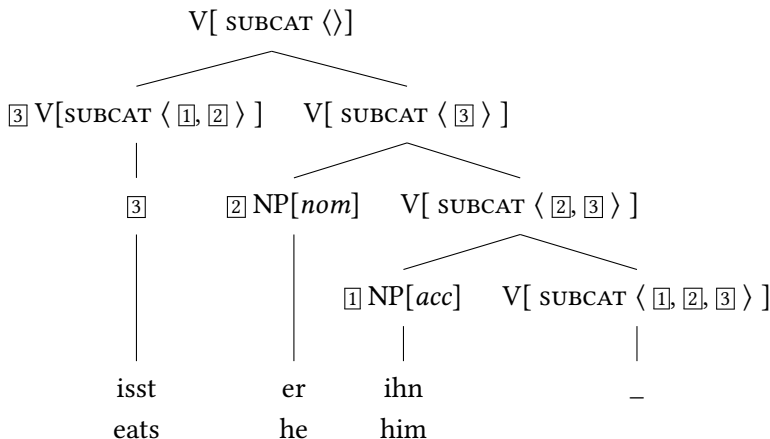 V[ SUBCAT ⟨⟩]
[3] V[SUBCAT ⟨ [1], [2] ⟩ ] V[ SUBCAT ⟨ [3] ⟩ ]
[3] [2] NP[nom] V[ SUBCAT ⟨ [2], [3] ⟩ ]
[1] NP[acc] V[ SUBCAT ⟨ [1], [2], [3] ⟩ ]
isst er ihn _
eats he him